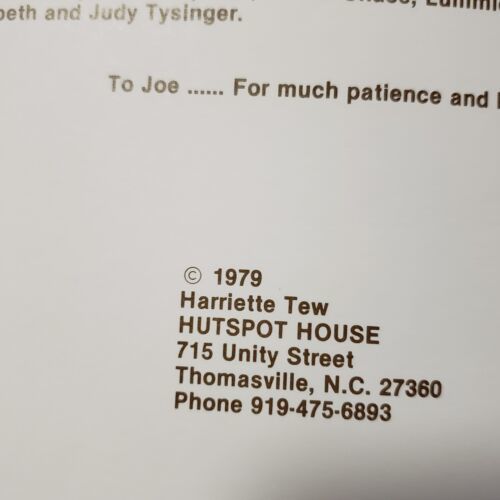 and Judy Tysinger.
To Joe ...... For much patience and
© 1979
Harriette Tew
HUTSPOT HOUSE
715 Unity Street
Thomasville, N.C. 27360
Phone 919-475-6893